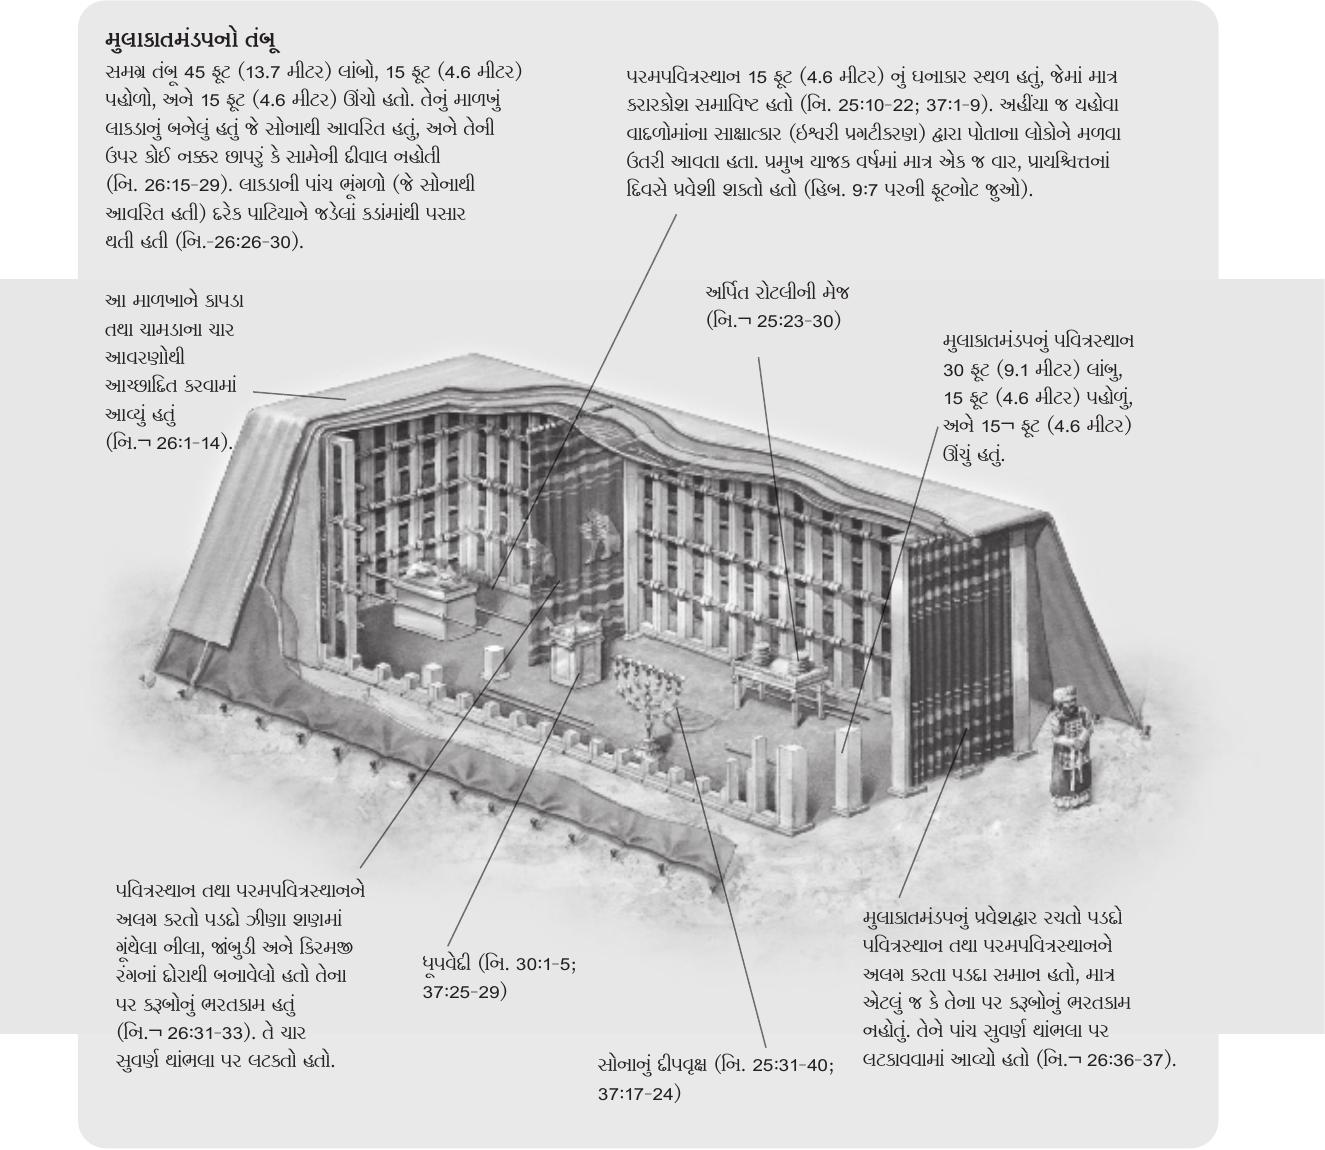 મુલાકાતમંડપનો તંબૂ
સમગ્ર તંબૂ 45 ફૂટ (13.7 મીટર) લાંબો, 15 ફૂટ (4.6 મીટર)
પહોળો, અને 15 ફૂટ (4.6 મીટર) ઊંચો હતો. તેનું માળખું
લાકડાનું બનેલું હતું જે સોનાથી આવરિત હતું, અને તેની
ઉપર કોઈ નક્કર છાપરું કે સામેની દીવાલ નહોતી
(નિ. 26:15-29). લાકડાની પાંચ ભૂંગળો (જે સોનાથી
આવરિત હતી) દરેક પાટિયાને જડેલાં કડાંમાંથી પસાર
થતી હતી (નિ.-26:26-30).
પરમપવિત્રસ્થાન 15 ફૂટ (4.6 મીટર) નું ઘનાકાર સ્થળ હતું, જેમાં માત્ર
કરારકોશ સમાવિષ્ટ હતો (નિ. 25:10-22; 37:1-9). અહીંયા જ યહોવા
વાદળોમાંના સાક્ષાત્કાર (ઈશ્વરી પ્રગટીકરણ) દ્વારા પોતાના લોકોને મળવા
ઉતરી આવતા હતા. પ્રમુખ યાજક વર્ષમાં માત્ર એક જ વાર, પ્રાયશ્ચિત્તનાં
દિવસે પ્રવેશી શકતો હતો (હિબ. 9:7 પરની ફૂટનોટ જુઓ).
આ માળખાને કાપડા
તથા ચામડાના ચાર
આવરણોથી
આચ્છાદિત કરવામાં
આવ્યું હતું
(નિ.¬ 26:1-14).
અર્પિત રોટલીની મેજ
(નિ.¬ 25:23-30)
મુલાકાતમંડપનું પવિત્રસ્થાન
30 ફૂટ (9.1 મીટર) લાંબુ,
15 ફૂટ (4.6 મીટર) પહોળું,
અને 15¬ ફૂટ (4.6 મીટર)
ઊંચું હતું.
પવિત્રસ્થાન તથા પરમપવિત્રસ્થાનને
અલગ કરતો પડદો ઝીણા શણમાં
ગૂંથેલા નીલા, જાંબુડી અને કિરમજી
રંગનાં દોરાથી બનાવેલો હતો તેના
પર કરૂબોનું ભરતકામ હતું
(નિ.¬ 26:31-33). તે ચાર
સુવર્ણ થાંભલા પર લટકતો હતો.
ધૂપવેદી (નિ. 30:1-5;
37:25-29)
સોનાનું દીપવૃક્ષ (નિ. 25:31-40;
37:17-24)
મુલાકાતમંડપનું પ્રવેશદ્વાર રચતો પડદો
પવિત્રસ્થાન તથા પરમપવિત્રસ્થાનને
અલગ કરતા પડદા સમાન હતો, માત્ર
એટલું જ કે તેના પર કરૂબોનું ભરતકામ
નહોતું. તેને પાંચ સુવર્ણ થાંભલા પર
લટકાવવામાં આવ્યો હતો (નિ.¬ 26:36-37).